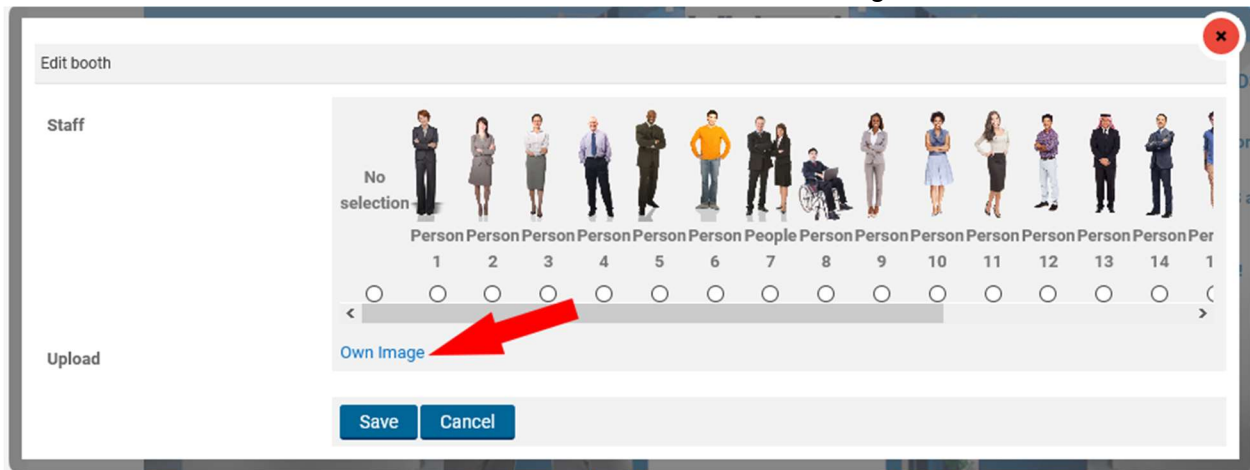 Edit booth
Staff
No selection
Person 1
Person 2
Person 3
Person 4
Person 5
Person 6
People 7
Person 8
Person 9
Person 10
Person 11
Person 12
Person 13
Person 14
Upload
Own Image
Save
Cancel